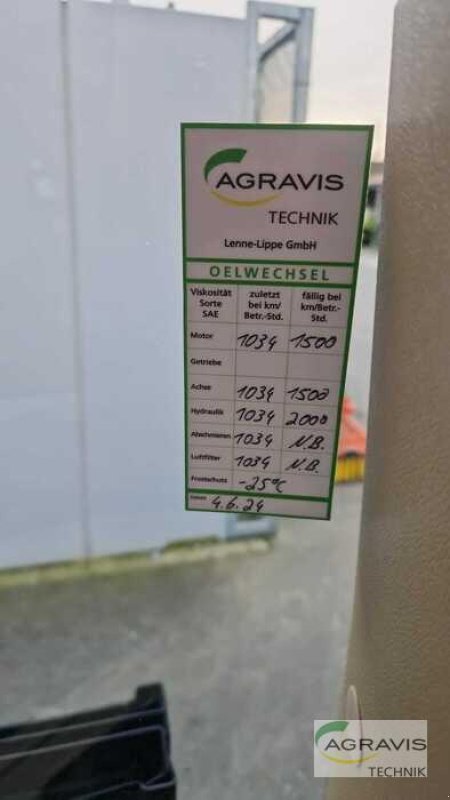 AGRAVIS
TECHNIK
Lenne-Lippe GmbH
OELWECHSEL
Viskosität Sorte SAE zuletzt bei km/ Betr.-Std. fällig bei km/Betr.- Std.
Motor 1034 1500
Getriebe
Achse 1034 1500
Hydraulik 1034 2000
Abschmieren 1034 N.B.
Luftfilter 1034 N.B.
Frostschutz -25°C
Datum 4.6.24
AGRAVIS
TECHNIK